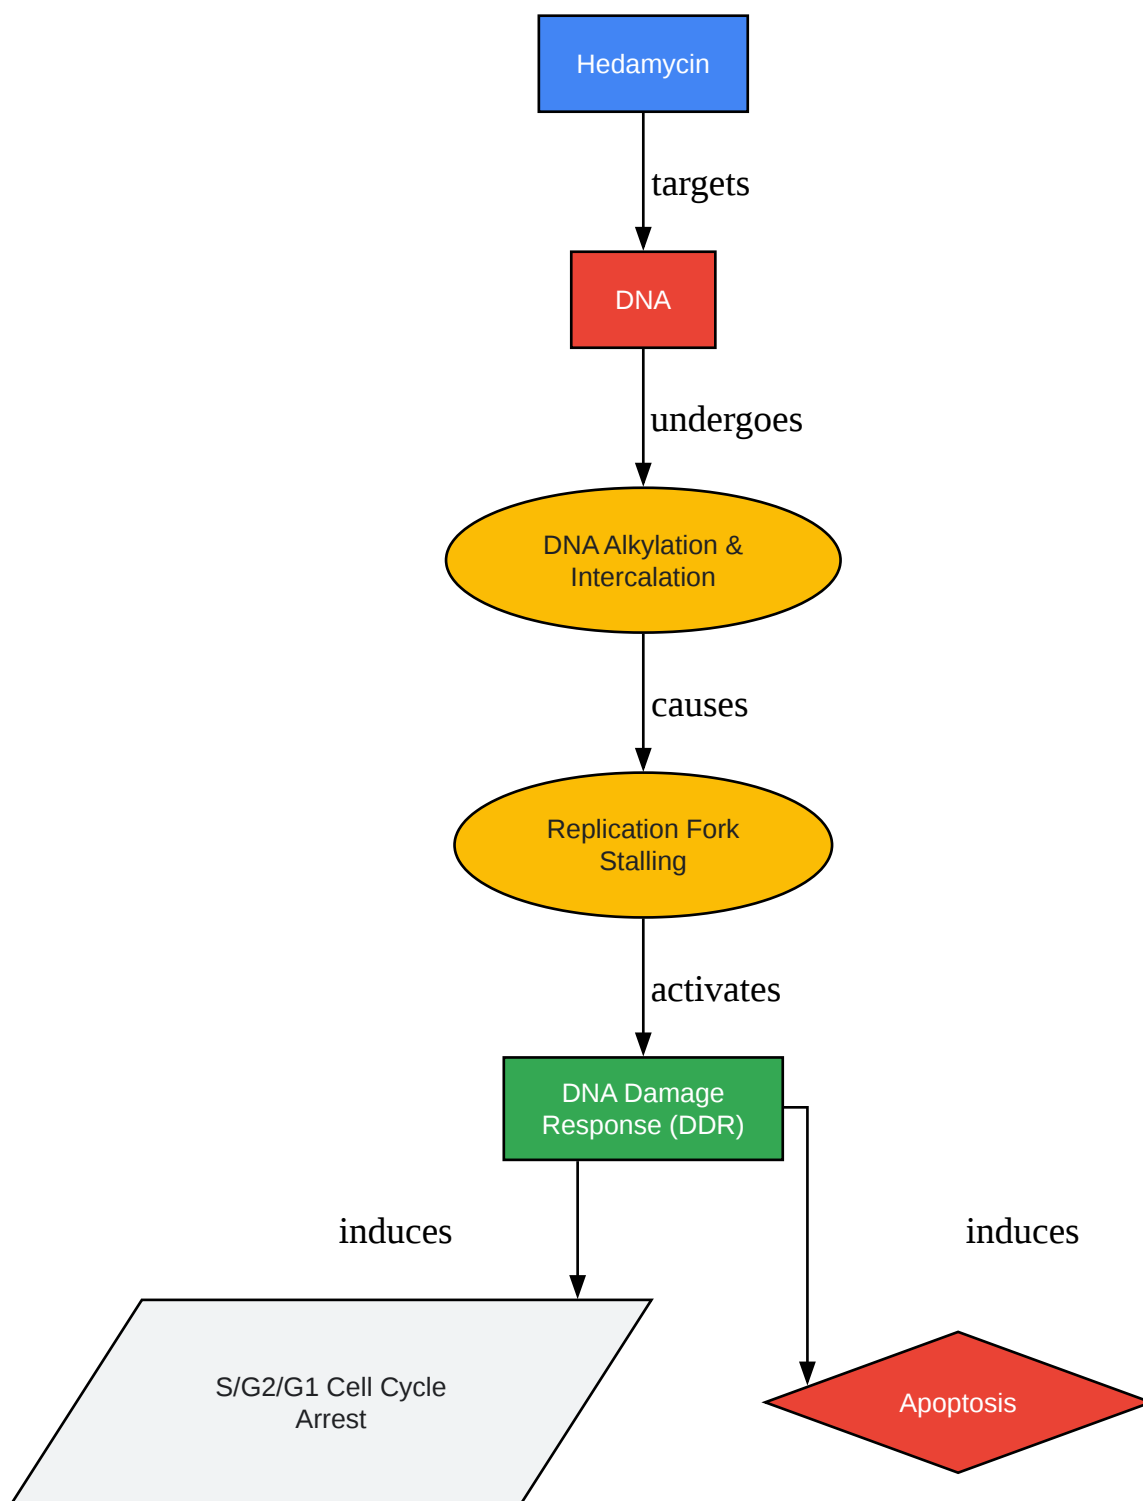 Hedamycin
targets
DNA
undergoes
DNA Alkylation &
Intercalation
causes
Replication Fork
Stalling
activates
DNA Damage
Response (DDR)
induces
induces
S/G2/G1 Cell Cycle
Arrest
Apoptosis